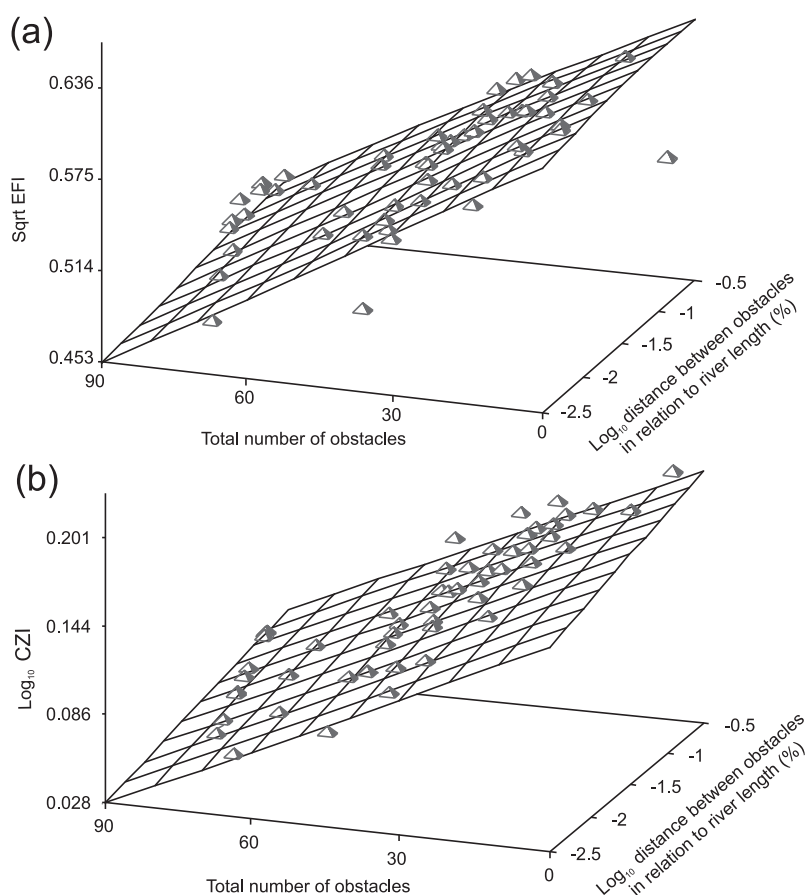 (a)
0.636
0.575
0.514
0.453
Sqrt EFI
90
60
30
0
Total number of obstacles
-0.5
-1
-1.5
-2
-2.5
Log₁₀ distance between obstacles
in relation to river length (%)
(b)
0.201
0.144
0.086
0.028
Log₁₀ CZI
90
60
30
0
Total number of obstacles
-0.5
-1
-1.5
-2
-2.5
Log₁₀ distance between obstacles
in relation to river length (%)